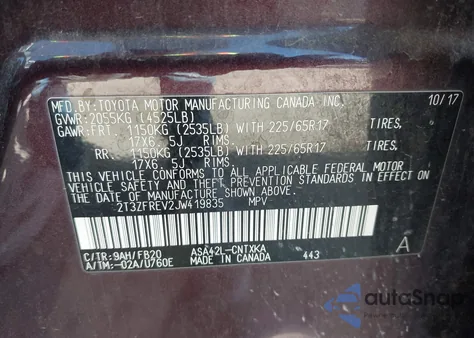 MFD.BY:TOYOTA MOTOR MANUFACTURING CANADA INC. 10/17
GVWR:2055KG (4525LB)
GAWR:FRT. 1150KG (2535LB) WITH 225/65R17 TIRES,
17X6.5J RIMS.
RR. 1150KG (2535LB) WITH 225/65R17 TIRES,
17X6.5J RIMS.
THIS VEHICLE CONFORMS TO ALL APPLICABLE FEDERAL MOTOR
VEHICLE SAFETY, BUMPER, AND THEFT PREVENTION STANDARDS IN EFFECT ON
THE DATE OF MANUFACTURE SHOWN ABOVE.
2T3ZFREV2JW419835 MPV
C/TR:9AH/FB20 ASA42L-CNTXKA A
A/TM:-02A/U760E MADE IN CANADA 443
autoSnap